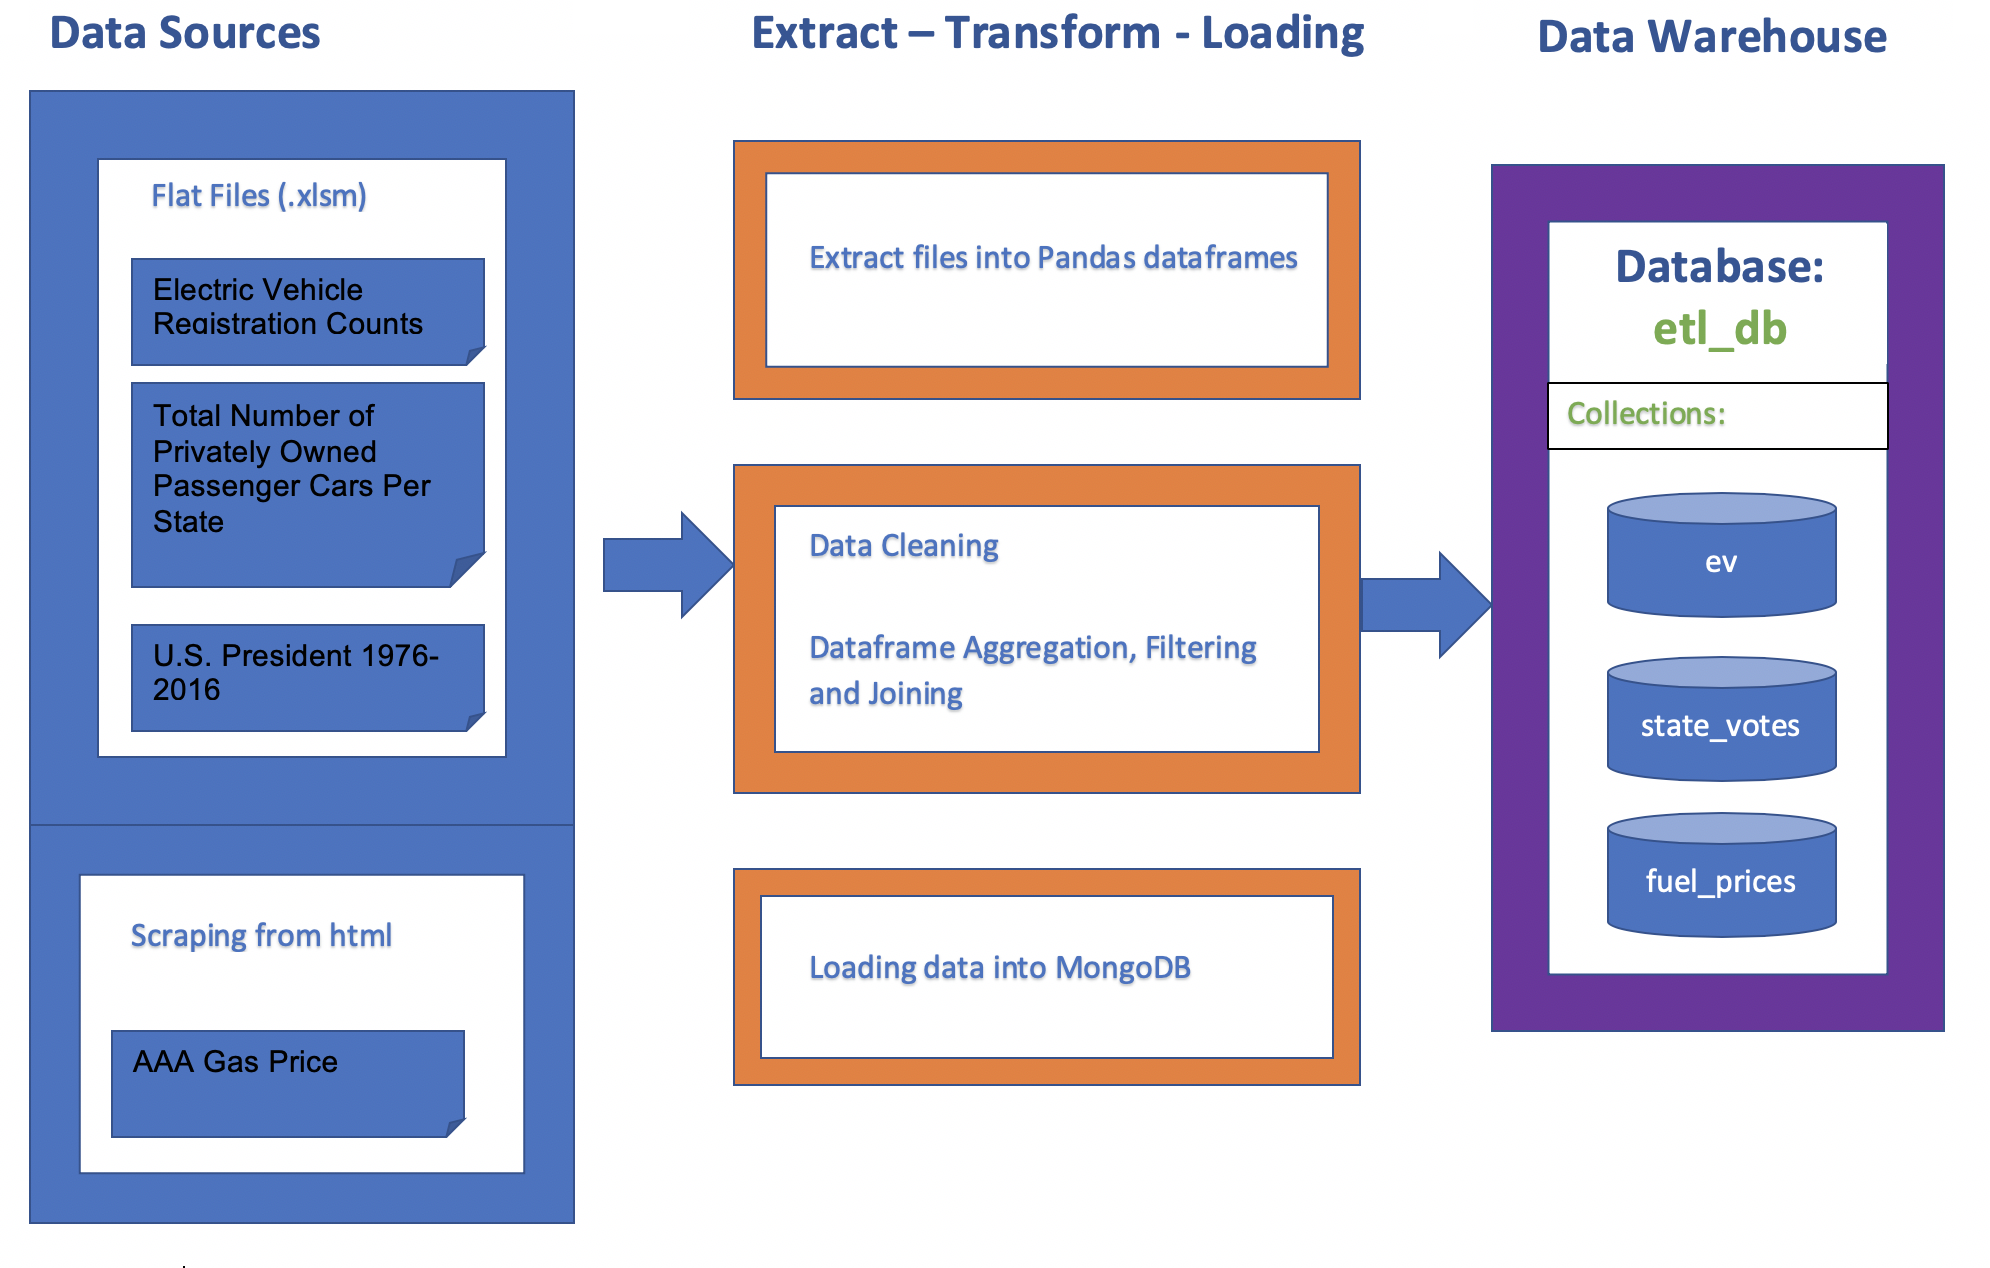 Data Sources
Extract – Transform - Loading
Data Warehouse
Flat Files (.xlsm)
Electric Vehicle
Registration Counts
Total Number of
Privately Owned
Passenger Cars Per
State
U.S. President 1976-
2016
Scraping from html
AAA Gas Price
Extract files into Pandas dataframes
Data Cleaning
Dataframe Aggregation, Filtering
and Joining
Loading data into MongoDB
Database:
etl_db
Collections:
ev
state_votes
fuel_prices